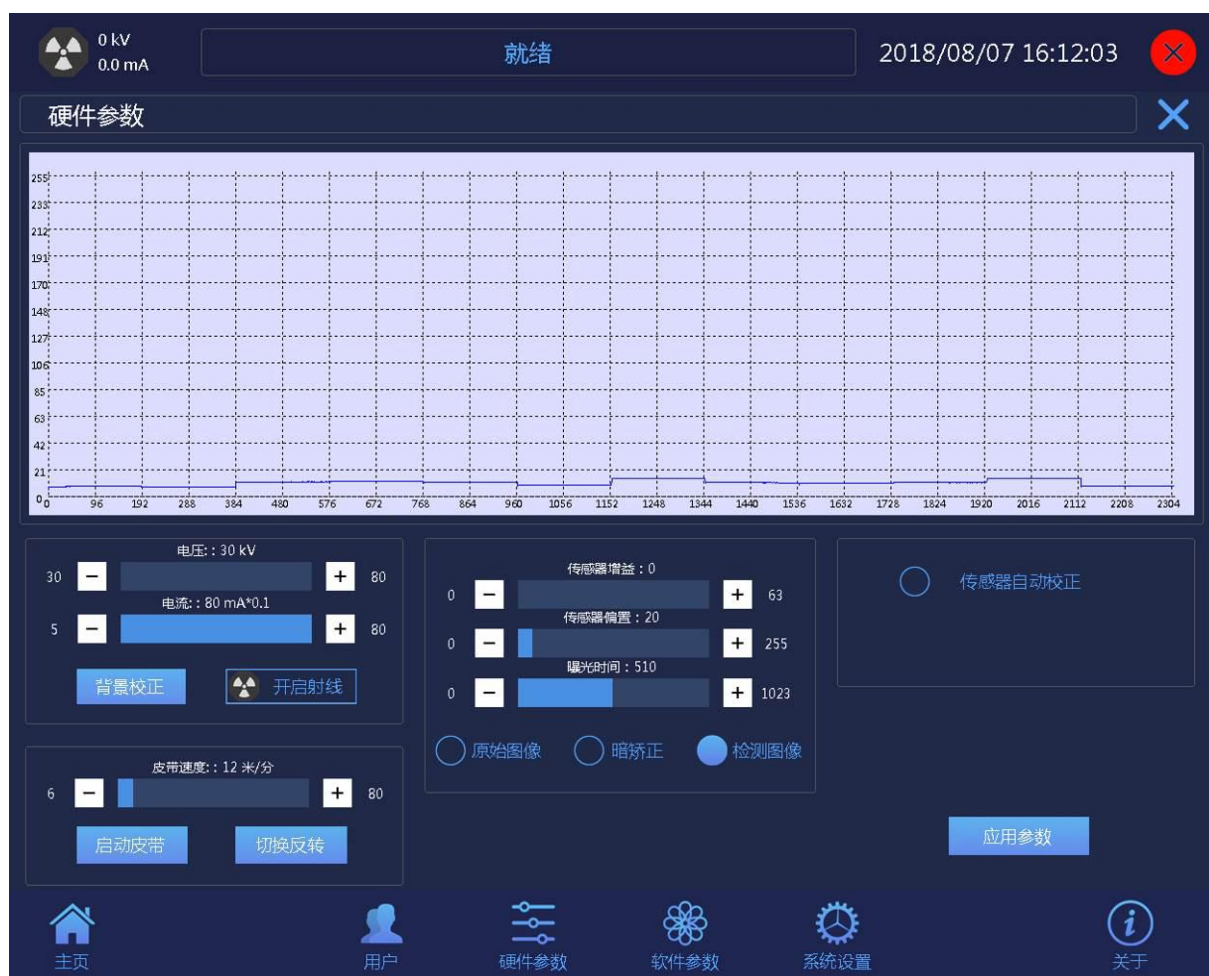 0 kV
0.0 mA
就绪
2018/08/07 16:12:03
硬件参数
255
233
212
191
170
148
127
106
85
63
42
21
0
0 96 192 288 384 480 576 672 768 864 960 1056 1152 1248 1344 1440 1536 1632 1728 1824 1920 2016 2112 2208 2304
电压: : 30 kV
30 − + 80
电流: : 80 mA*0.1
5 − + 80
背景校正 开启射线
皮带速度: : 12 米/分
6 − + 80
启动皮带 切换反转
传感器增益 : 0
0 − + 63
传感器偏置 : 20
0 − + 255
曝光时间 : 510
0 − + 1023
原始图像 暗矫正 检测图像
传感器自动校正
应用参数
主页 用户 硬件参数 软件参数 系统设置 关于